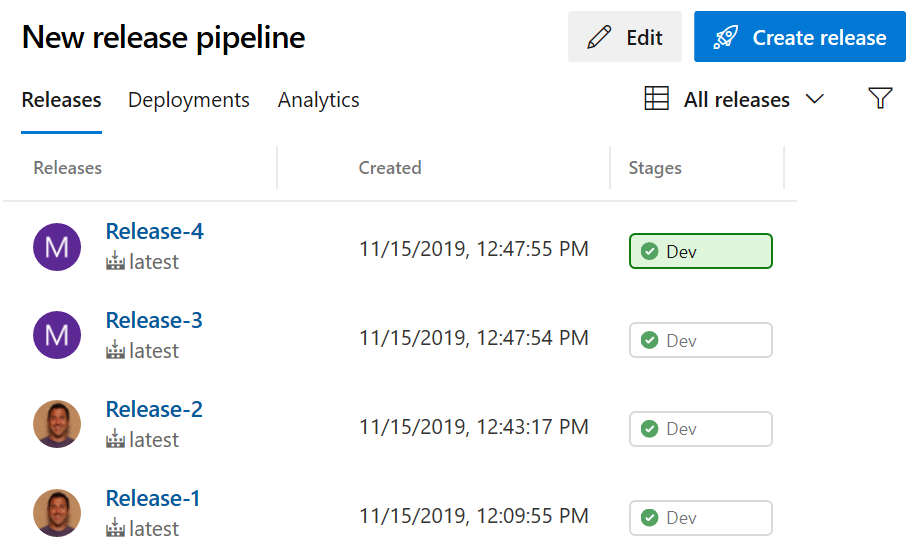 New release pipeline
Edit
Create release
Releases Deployments Analytics
All releases
Releases Created Stages
M Release-4
latest
11/15/2019, 12:47:55 PM
Dev
M Release-3
latest
11/15/2019, 12:47:54 PM
Dev
Release-2
latest
11/15/2019, 12:43:17 PM
Dev
Release-1
latest
11/15/2019, 12:09:55 PM
Dev